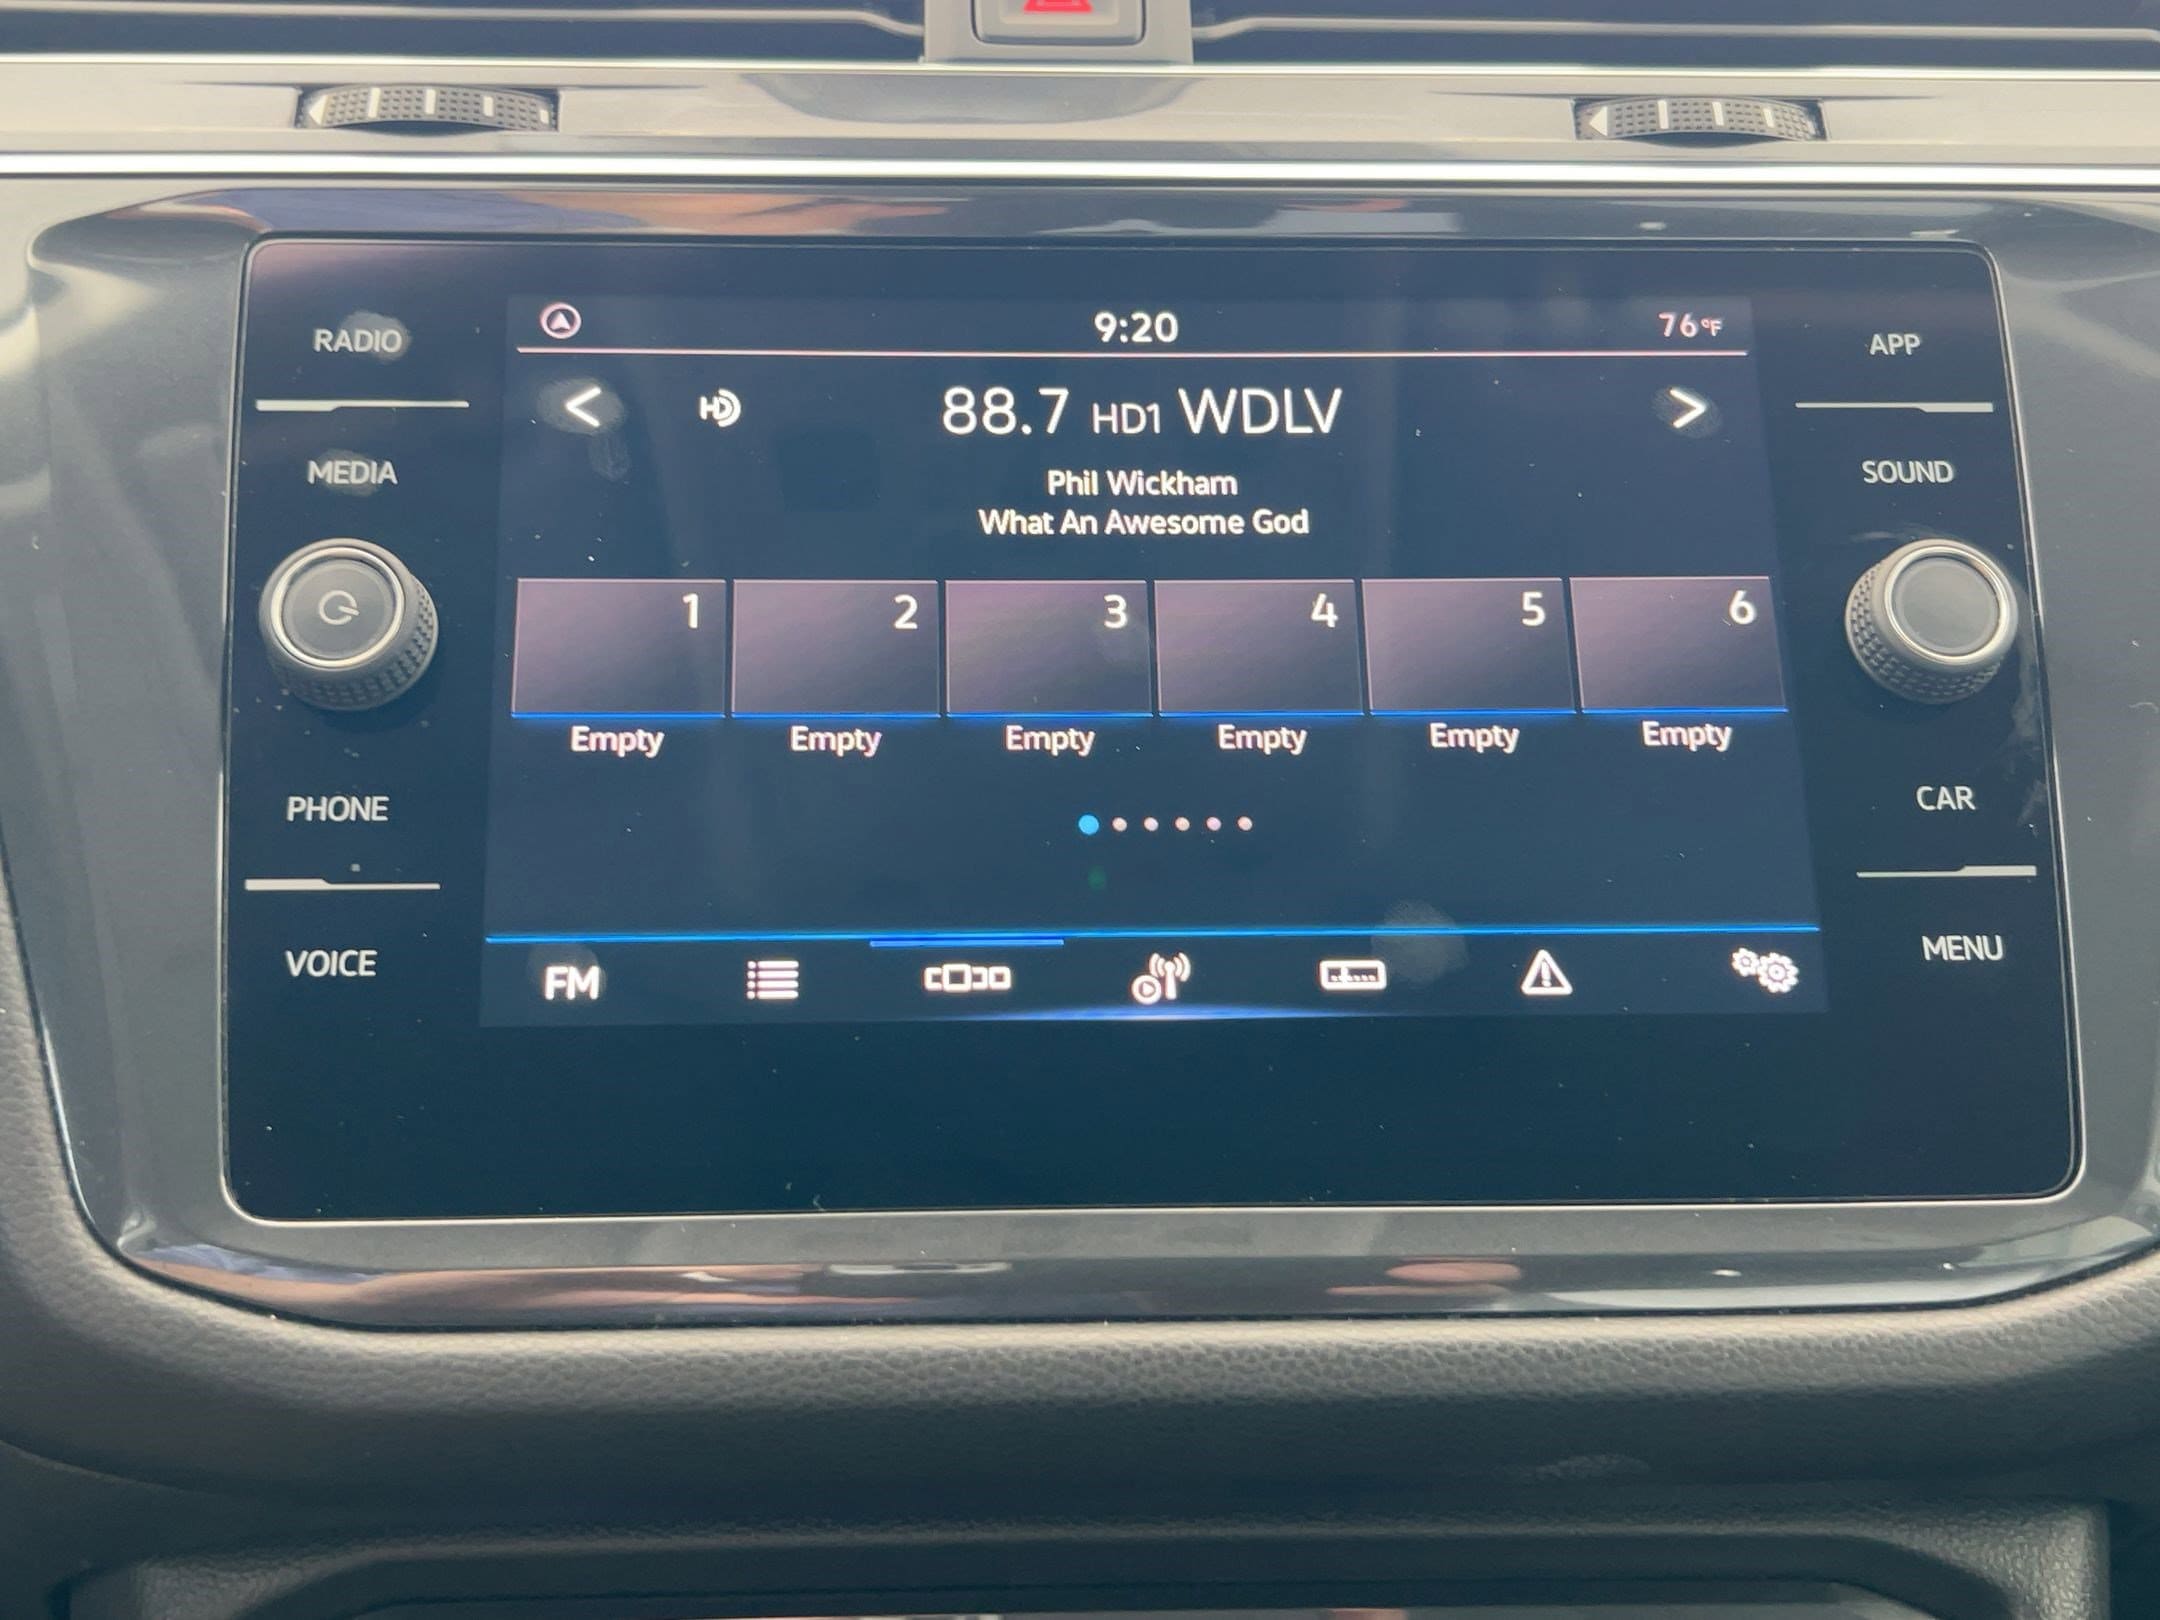 RADIO
MEDIA
PHONE
VOICE
9:20
76°F
HD
88.7 HD1 WDLV
Phil Wickham
What An Awesome God
1 2 3 4 5 6
Empty Empty Empty Empty Empty Empty
FM
APP
SOUND
CAR
MENU